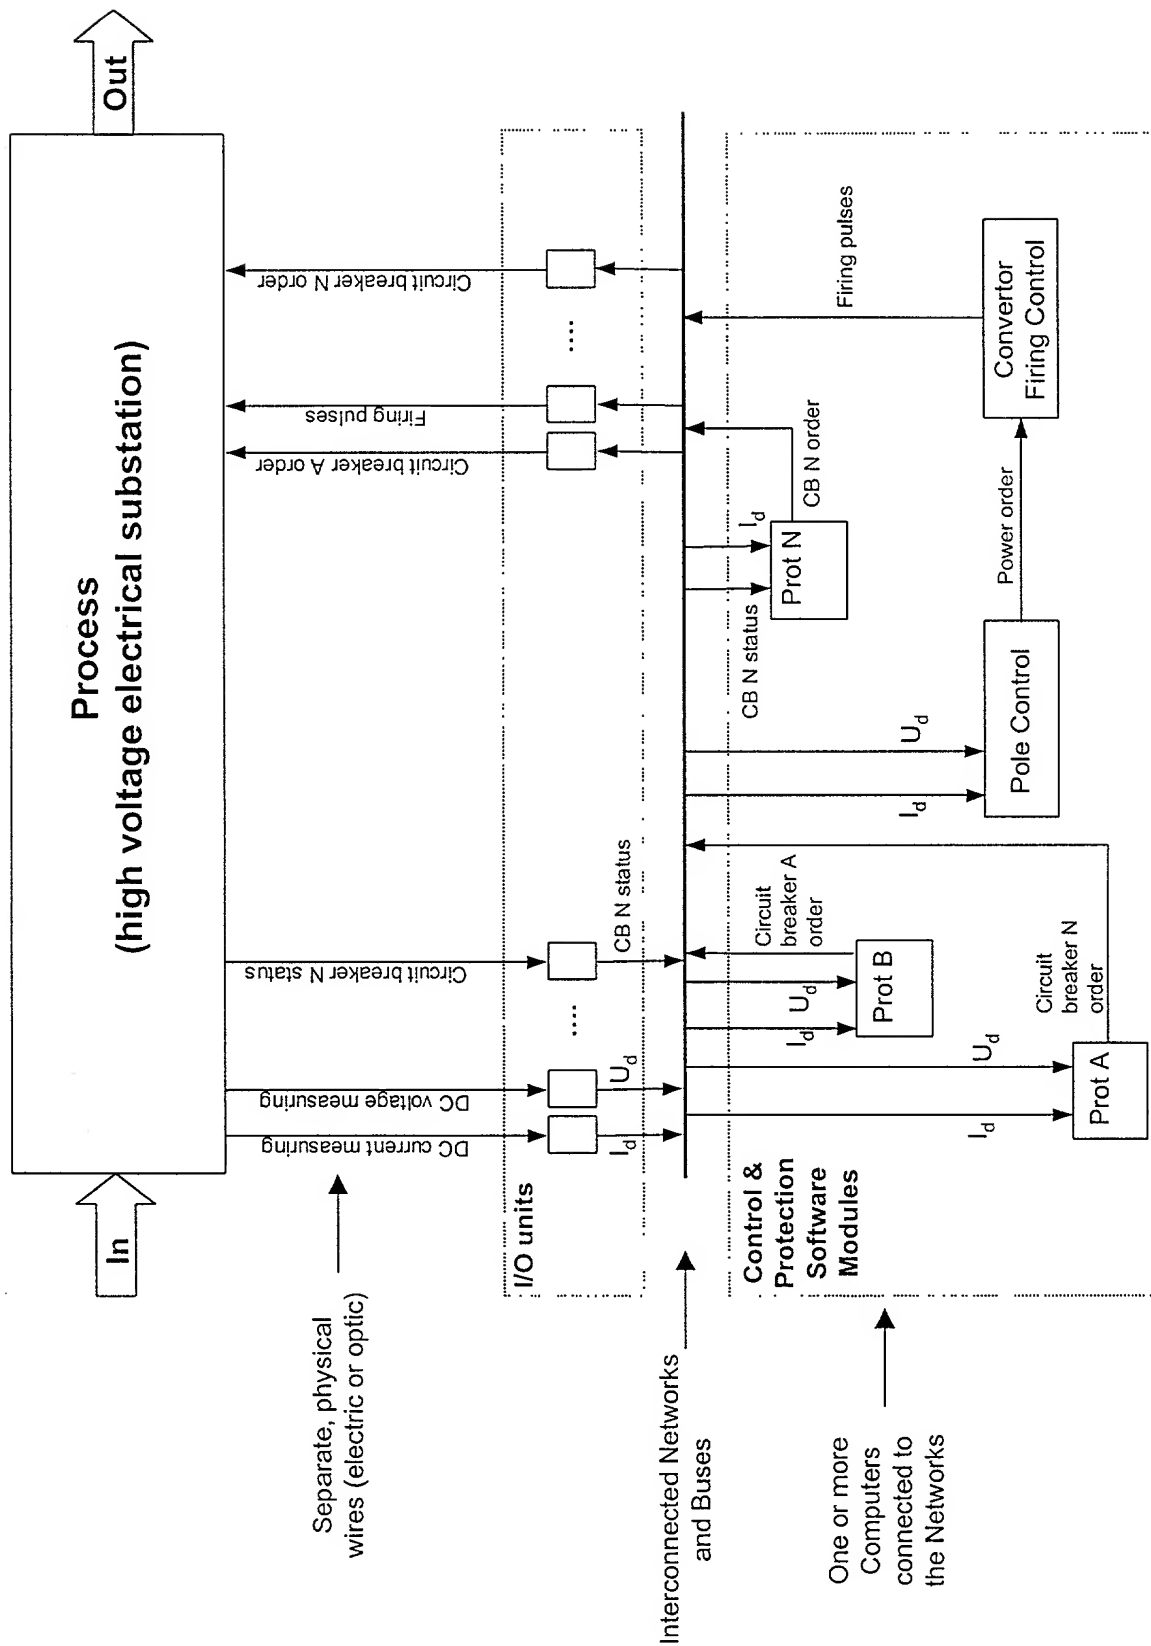 In
Process
(high voltage electrical substation)
Out
Separate, physical
wires (electric or optic)
DC current measuring
DC voltage measuring
Circuit breaker N status
Circuit breaker A order
Firing pulses
Circuit breaker N order
I/O units
....
....
Id
Ud
CB N status
Interconnected Networks
and Buses
One or more
Computers
connected to
the Networks
Control &
Protection
Software
Modules
Id
Ud
Prot A
Circuit
breaker N
order
Id
Ud
Prot B
Circuit
breaker A
order
Id
Ud
Pole Control
Power order
CB N status
Id
Prot N
CB N order
Convertor
Firing Control
Firing pulses